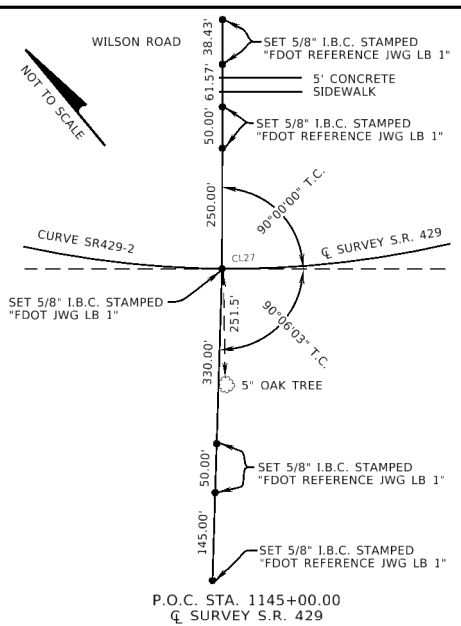 WILSON ROAD
38.43'
SET 5/8" I.B.C. STAMPED
"FDOT REFERENCE JWG LB 1"
NOT TO SCALE
61.57'
5' CONCRETE
SIDEWALK
50.00'
SET 5/8" I.B.C. STAMPED
"FDOT REFERENCE JWG LB 1"
250.00'
90°00'00" T.C.
CURVE SR429-2
CL27
℄ SURVEY S.R. 429
SET 5/8" I.B.C. STAMPED
"FDOT JWG LB 1"
251.5'
90°06'03" T.C.
330.00'
5" OAK TREE
50.00'
SET 5/8" I.B.C. STAMPED
"FDOT REFERENCE JWG LB 1"
145.00'
SET 5/8" I.B.C. STAMPED
"FDOT REFERENCE JWG LB 1"
P.O.C. STA. 1145+00.00
℄ SURVEY S.R. 429